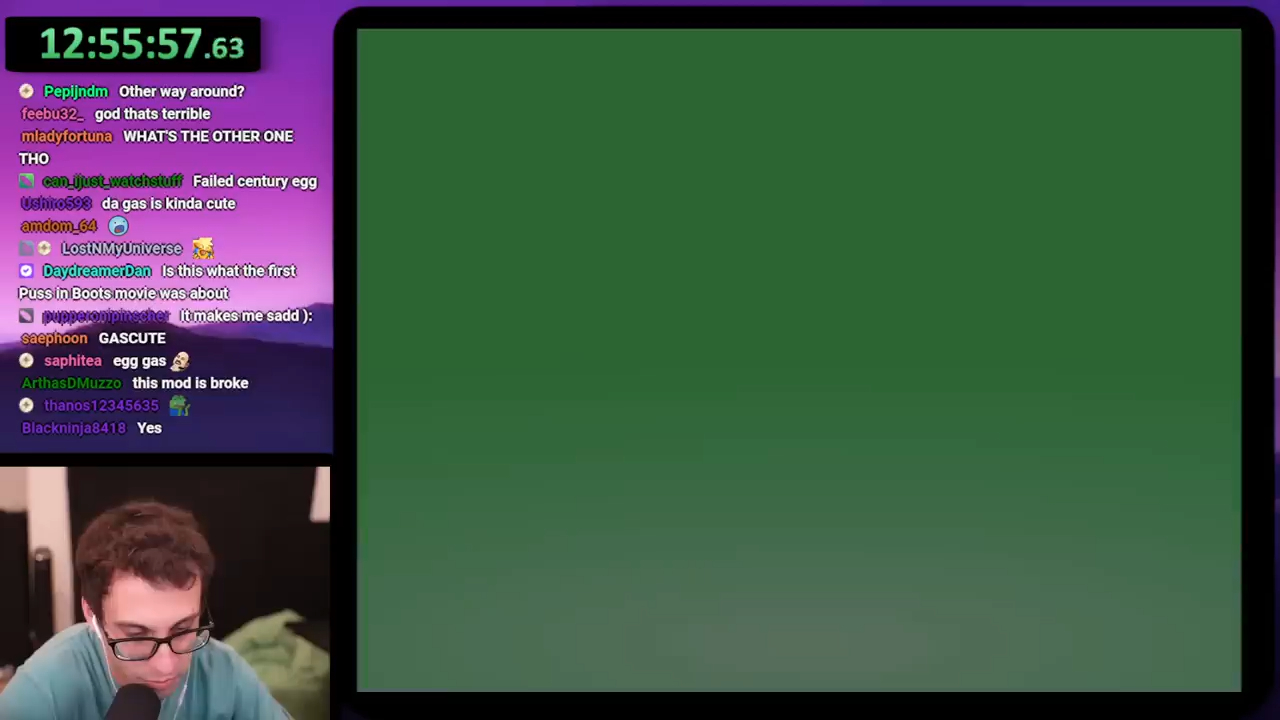 12:55:57.63
Pepijndm Other way around?
feebu32_ god thats terrible
mladyfortuna WHAT'S THE OTHER ONE
THO
can_ijust_watchstuff Failed century egg
Ushiro593 da gas is kinda cute
amdom_64
LostNMyUniverse
DaydreamerDan Is this what the first
Puss in Boots movie was about
pupperonipinscher It makes me sadd ):
saephoon GASCUTE
saphitea egg gas
ArthasDMuzzo this mod is broke
thanos12345635
Blackninja8418 Yes